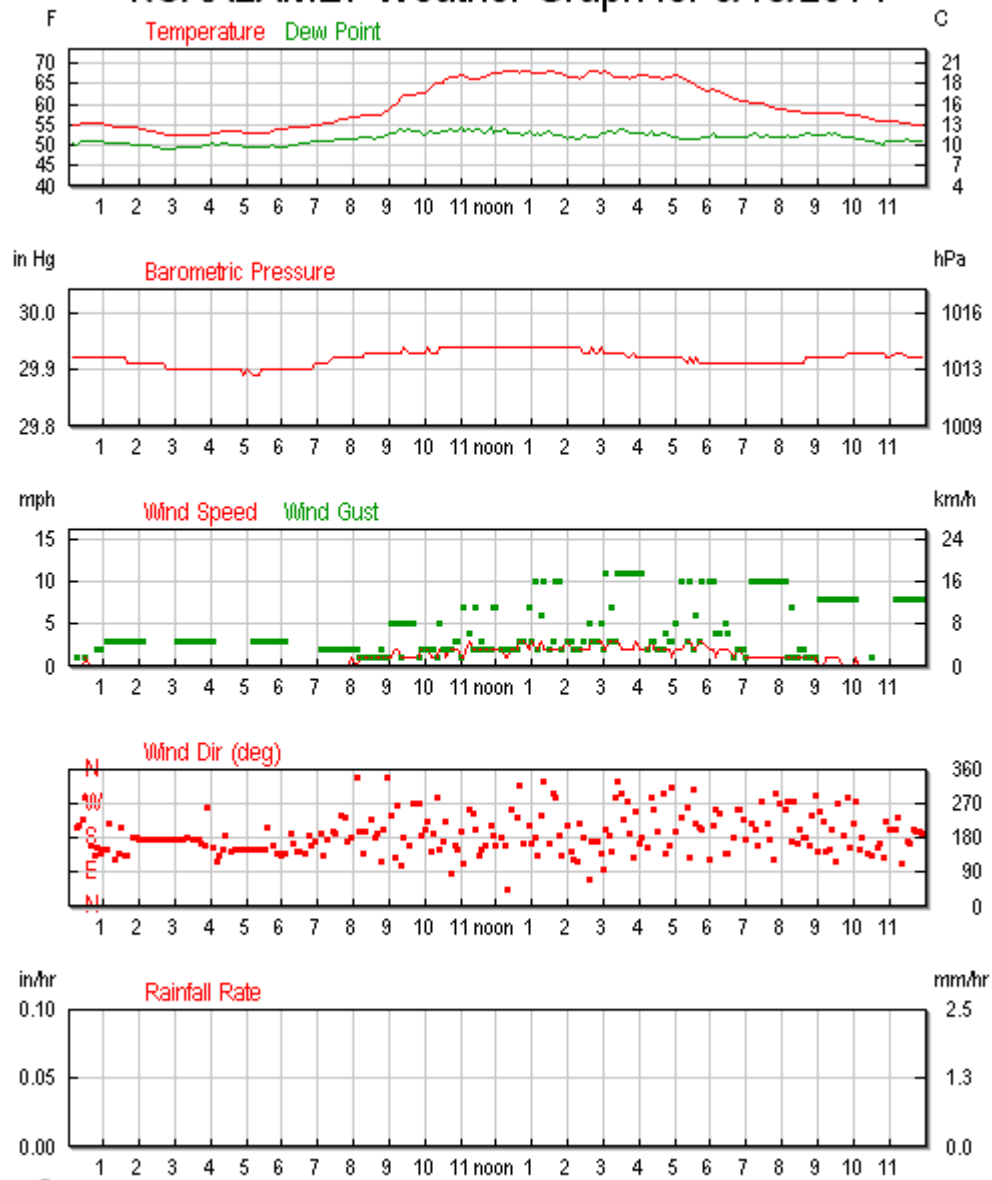 Weather Graph for
F Temperature Dew Point C
70 21
65 18
60 16
55 13
50 10
45 7
40 4
1 2 3 4 5 6 7 8 9 10 11 noon 1 2 3 4 5 6 7 8 9 10 11
in Hg Barometric Pressure hPa
30.0 1016
29.9 1013
29.8 1009
1 2 3 4 5 6 7 8 9 10 11 noon 1 2 3 4 5 6 7 8 9 10 11
mph Wind Speed Wind Gust km/h
15 24
10 16
5 8
0 0
1 2 3 4 5 6 7 8 9 10 11 noon 1 2 3 4 5 6 7 8 9 10 11
Wind Dir (deg)
N 360
W 270
S 180
E 90
N 0
1 2 3 4 5 6 7 8 9 10 11 noon 1 2 3 4 5 6 7 8 9 10 11
in/hr Rainfall Rate mm/hr
0.10 2.5
0.05 1.3
0.00 0.0
1 2 3 4 5 6 7 8 9 10 11 noon 1 2 3 4 5 6 7 8 9 10 11